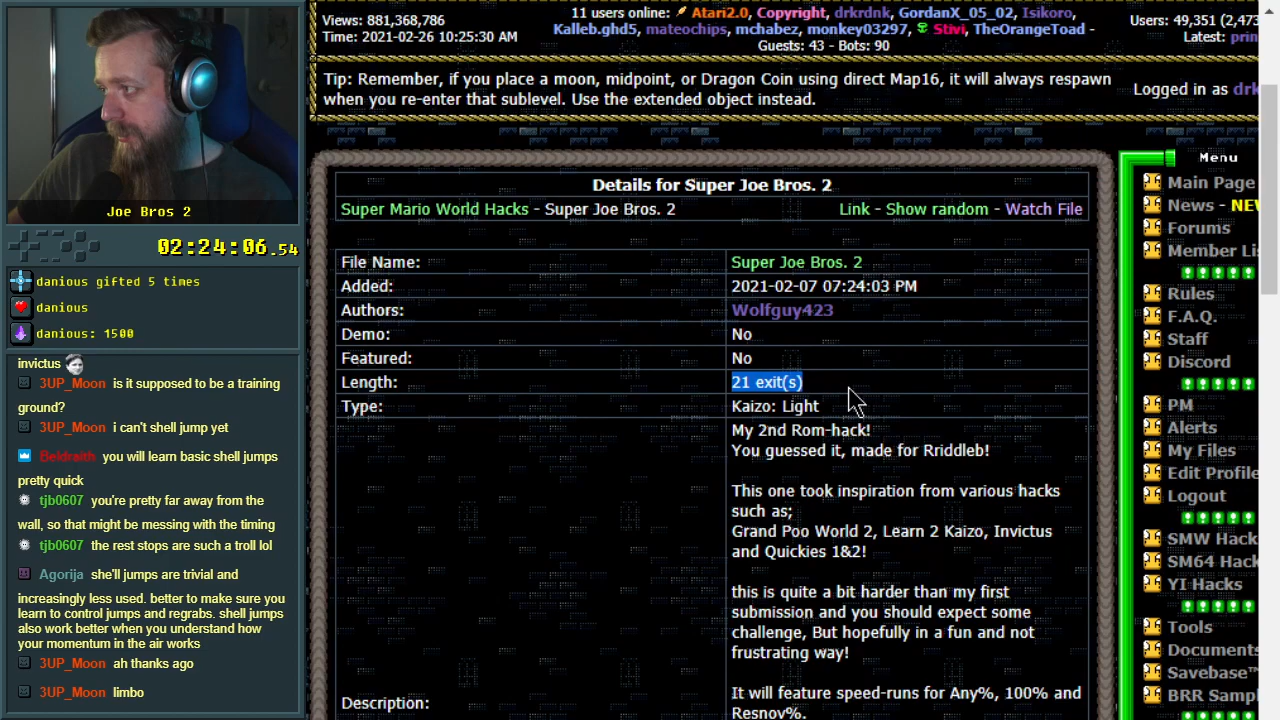 Joe Bros 2
02:24:06.54
danious gifted 5 times
danious
danious: 1500
invictus
3UP_Moon is it supposed to be a training
ground?
3UP_Moon i can't shell jump yet
Beldraith you will learn basic shell jumps
pretty quick
tjb0607 you're pretty far away from the
wall, so that might be messing with the timing
tjb0607 the rest stops are such a troll lol
Agorija she'll jumps are trivial and
increasingly less used. better to make sure you
learn to control jumps and regrabs. shell jumps
also work better when you understand how
your momentum in the air works
3UP_Moon ah thanks ago
3UP_Moon limbo
Views: 881,368,786
Time: 2021-02-26 10:25:30 AM
11 users online: Atari2.0, Copyright, drkrdnk, GordanX_05_02, Isikoro,
Kalleb.ghd5, mateochips, mchabez, monkey03297, Stivi, TheOrangeToad -
Guests: 43 - Bots: 90
Users: 49,351 (2,473
Latest: prin
Tip: Remember, if you place a moon, midpoint, or Dragon Coin using direct Map16, it will always respawn
when you re-enter that sublevel. Use the extended object instead.
Logged in as drk
Details for Super Joe Bros. 2
Super Mario World Hacks - Super Joe Bros. 2
Link - Show random - Watch File
File Name: Super Joe Bros. 2
Added: 2021-02-07 07:24:03 PM
Authors: Wolfguy423
Demo: No
Featured: No
Length: 21 exit(s)
Type: Kaizo: Light
My 2nd Rom-hack!
You guessed it, made for Rriddleb!
This one took inspiration from various hacks
such as;
Grand Poo World 2, Learn 2 Kaizo, Invictus
and Quickies 1&2!
this is quite a bit harder than my first
submission and you should expect some
challenge, But hopefully in a fun and not
frustrating way!
It will feature speed-runs for Any%, 100% and
Resnov%.
Description:
Menu
Main Page
News - NEW
Forums
Member Lis
Rules
F.A.Q.
Staff
Discord
PM
Alerts
My Files
Edit Profile
Logout
SMW Hack
SM64 Hack
YI Hacks
Tools
Documents
Savebase™
BRR Sampl